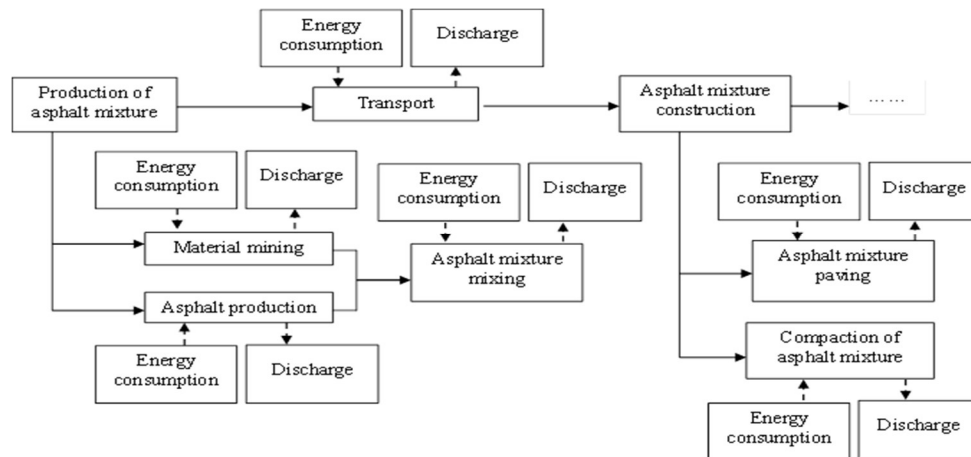 Energy
consumption
Discharge
Production of
asphalt mixture
Transport
Asphalt mixture
construction
... ...
Energy
consumption
Discharge
Energy
consumption
Discharge
Energy
consumption
Discharge
Material mining
Asphalt mixture
mixing
Asphalt mixture
paving
Asphalt production
Energy
consumption
Discharge
Compaction of
asphalt mixture
Energy
consumption
Discharge